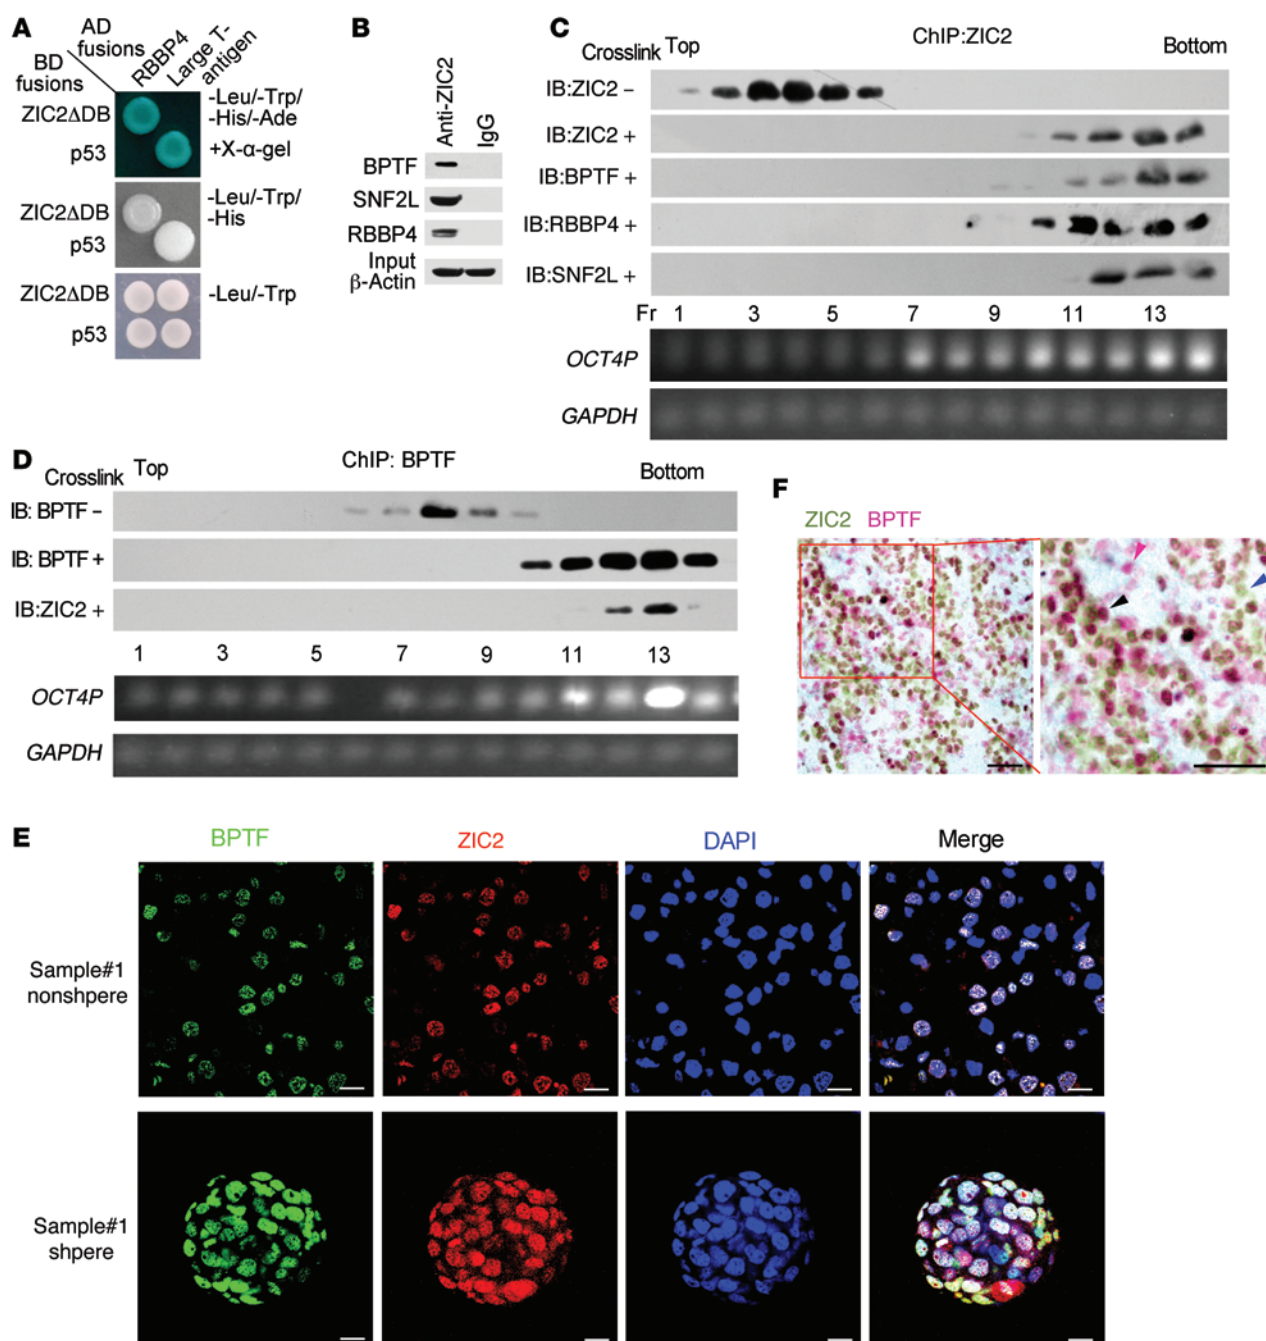 A
AD
fusions
BD
fusions
RBBP4
Large T-
antigen
ZIC2ΔDB
p53
-Leu/-Trp/
-His/-Ade
+X-α-gel
ZIC2ΔDB
p53
-Leu/-Trp/
-His
ZIC2ΔDB
p53
-Leu/-Trp
B
Anti-ZIC2
IgG
BPTF
SNF2L
RBBP4
Input
β-Actin
C
Crosslink Top
ChIP:ZIC2
Bottom
IB:ZIC2 –
IB:ZIC2 +
IB:BPTF +
IB:RBBP4 +
IB:SNF2L +
Fr 1 3 5 7 9 11 13
OCT4P
GAPDH
D
Crosslink Top
ChIP: BPTF
Bottom
IB: BPTF –
IB: BPTF +
IB:ZIC2 +
1 3 5 7 9 11 13
OCT4P
GAPDH
F
ZIC2 BPTF
E
BPTF ZIC2 DAPI Merge
Sample#1
nonshpere
Sample#1
shpere